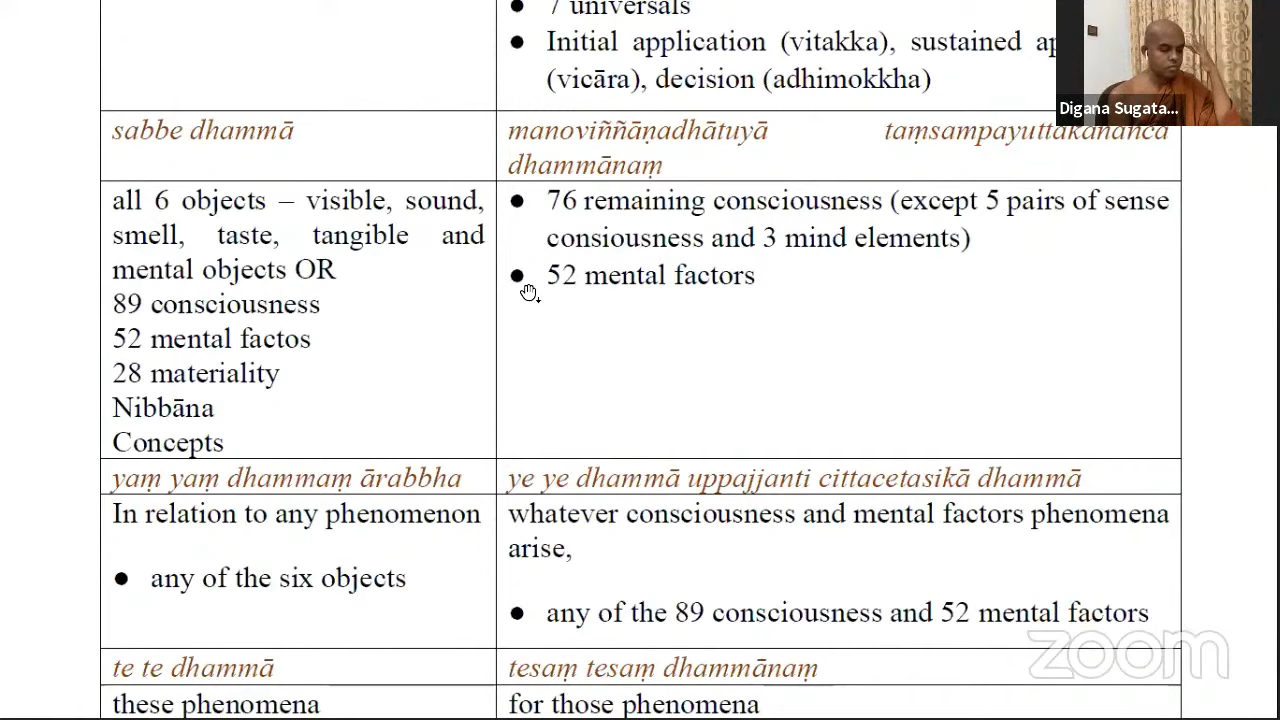 7 universals
● Initial application (vitakka), sustained
(vicāra), decision (adhimokkha)
Digana Sugata...
sabbe dhammā
manoviññāṇadhātuyā taṃsampayuttakānañca
dhammānaṃ
all 6 objects – visible, sound,
smell, taste, tangible and
mental objects OR
89 consciousness
52 mental factos
28 materiality
Nibbāna
Concepts
● 76 remaining consciousness (except 5 pairs of sense
consiousness and 3 mind elements)
● 52 mental factors
yaṃ yaṃ dhammaṃ ārabbha
ye ye dhammā uppajjanti cittacetasikā dhammā
In relation to any phenomenon
● any of the six objects
whatever consciousness and mental factors phenomena
arise,
● any of the 89 consciousness and 52 mental factors
te te dhammā
tesaṃ tesaṃ dhammānaṃ
these phenomena
for those phenomena
zoom